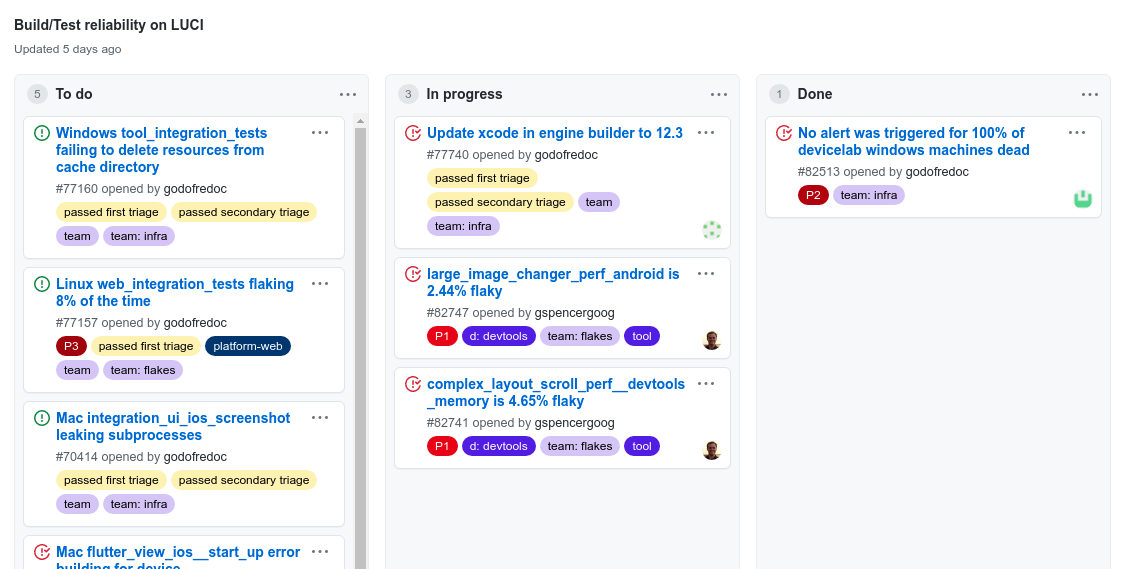 Build/Test reliability on LUCI
Updated 5 days ago
5 To do
Windows tool_integration_tests
failing to delete resources from
cache directory
#77160 opened by godofredoc
passed first triage passed secondary triage
team team: infra
Linux web_integration_tests flaking
8% of the time
#77157 opened by godofredoc
P3 passed first triage platform-web
team team: flakes
Mac integration_ui_ios_screenshot
leaking subprocesses
#70414 opened by godofredoc
passed first triage passed secondary triage
team team: infra
Mac flutter_view_ios__start_up error
building for device
3 In progress
Update xcode in engine builder to 12.3
#77740 opened by godofredoc
passed first triage
passed secondary triage team
team: infra
large_image_changer_perf_android is
2.44% flaky
#82747 opened by gspencergoog
P1 d: devtools team: flakes tool
complex_layout_scroll_perf__devtools
_memory is 4.65% flaky
#82741 opened by gspencergoog
P1 d: devtools team: flakes tool
1 Done
No alert was triggered for 100% of
devicelab windows machines dead
#82513 opened by godofredoc
P2 team: infra